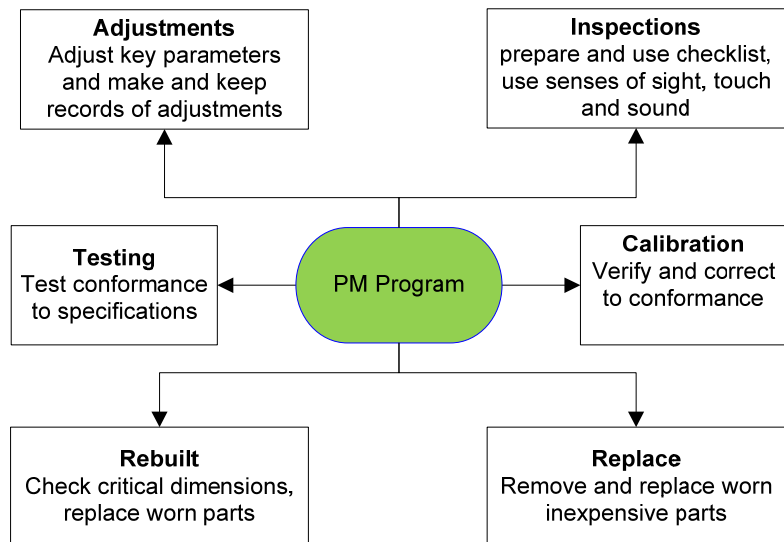 Adjustments
Adjust key parameters
and make and keep
records of adjustments
Inspections
prepare and use checklist,
use senses of sight, touch
and sound
Testing
Test conformance
to specifications
PM Program
Calibration
Verify and correct
to conformance
Rebuilt
Check critical dimensions,
replace worn parts
Replace
Remove and replace worn
inexpensive parts